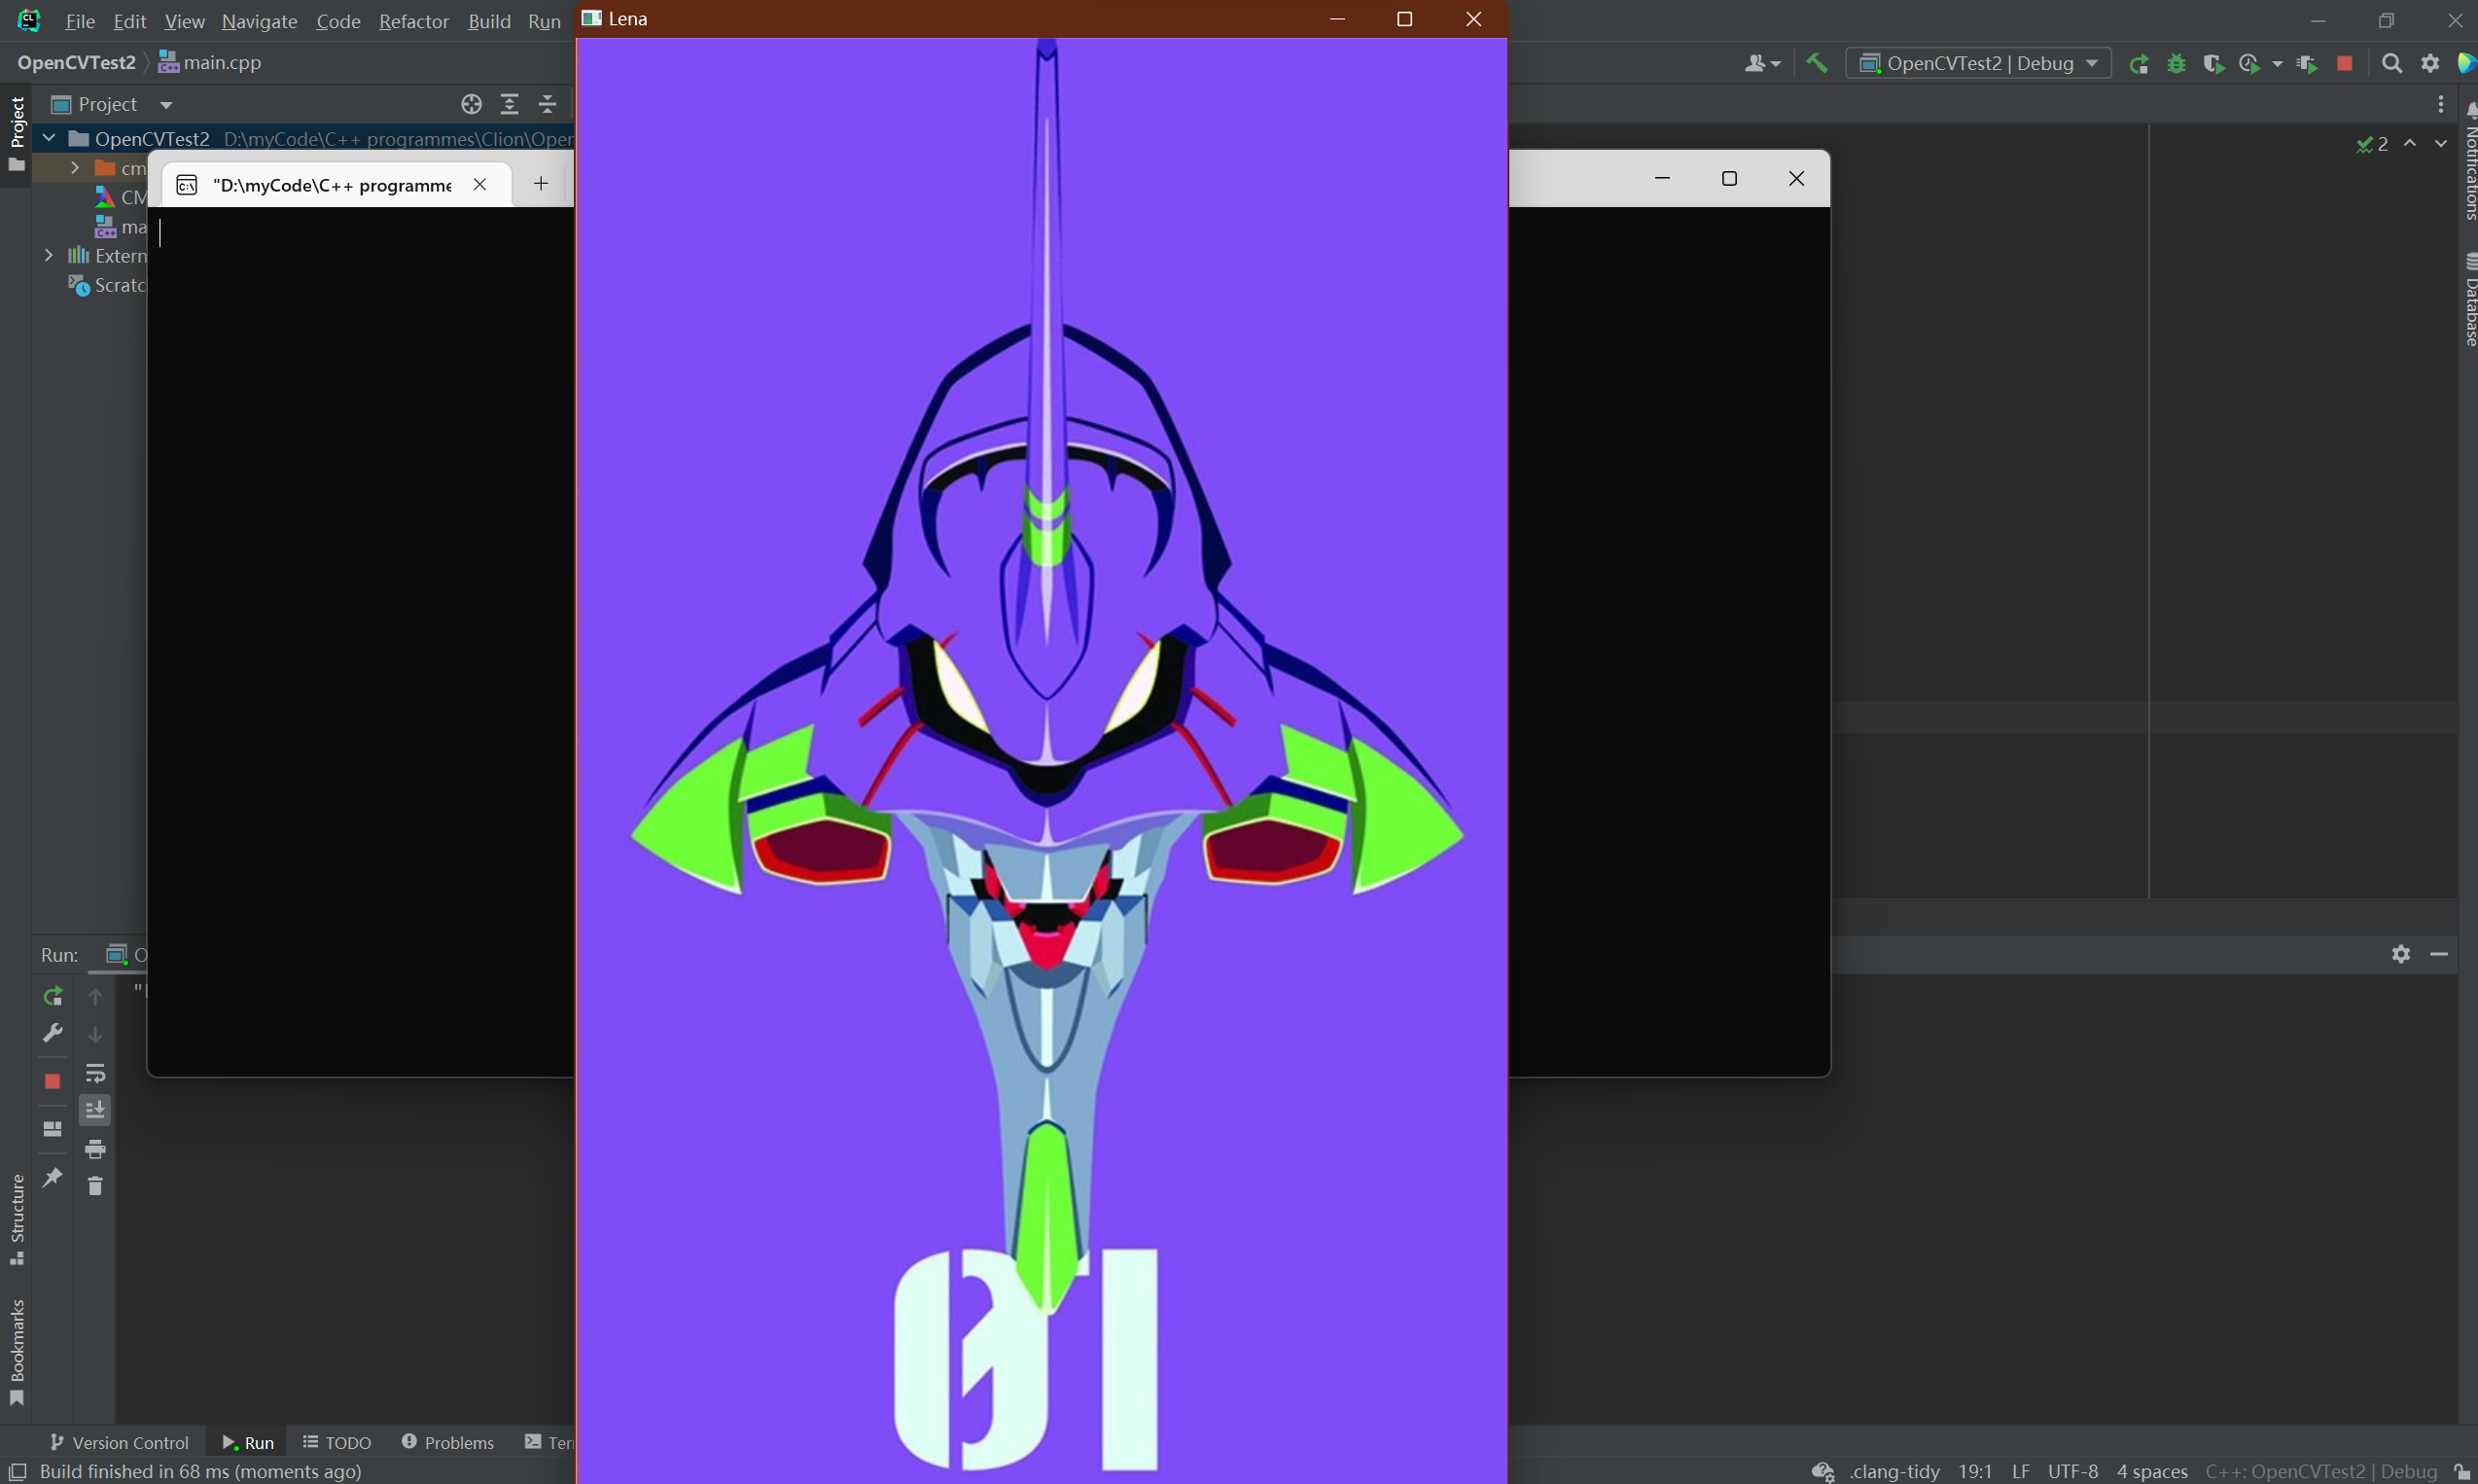 File Edit View Navigate Code Refactor Build Run
Lena
OpenCVTest2 main.cpp
OpenCVTest2 | Debug
Project
Project
OpenCVTest2 D:\myCode\C++ programmes\Clion\Oper
cm
"D:\myCode\C++ programme
CM
ma
Extern
Scratc
2
Notifications
Database
01
Run:
Structure
Bookmarks
Version Control Run TODO Problems Ter
Build finished in 68 ms (moments ago)
.clang-tidy 19:1 LF UTF-8 4 spaces C++: OpenCVTest2 | Debug